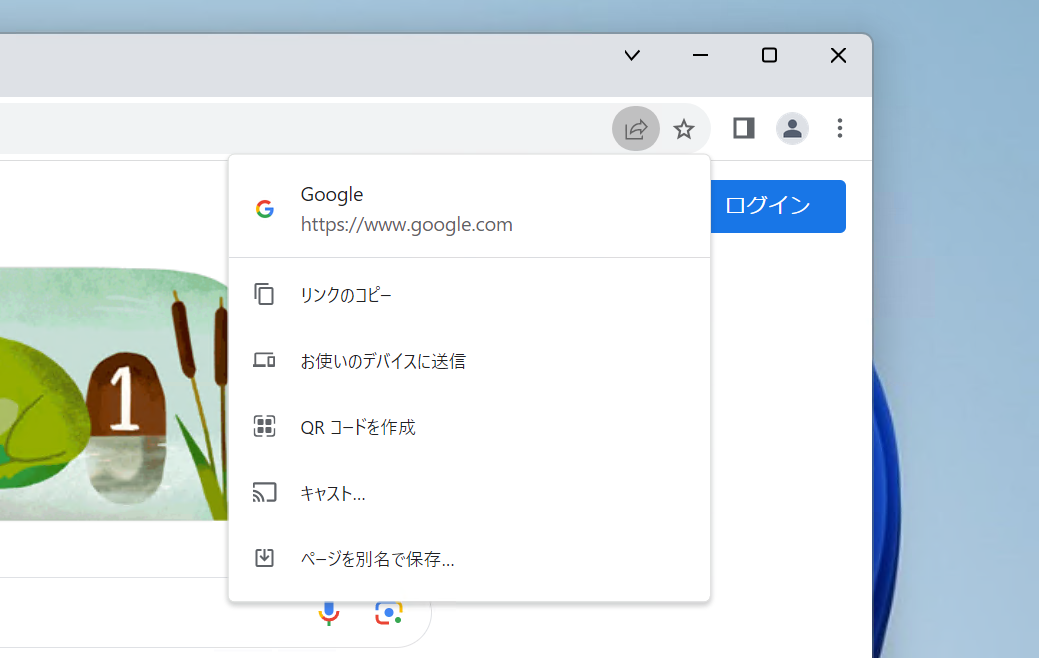 Google
https://www.google.com
ログイン
リンクのコピー
お使いのデバイスに送信
1
QR コードを作成
キャスト...
ページを別名で保存...